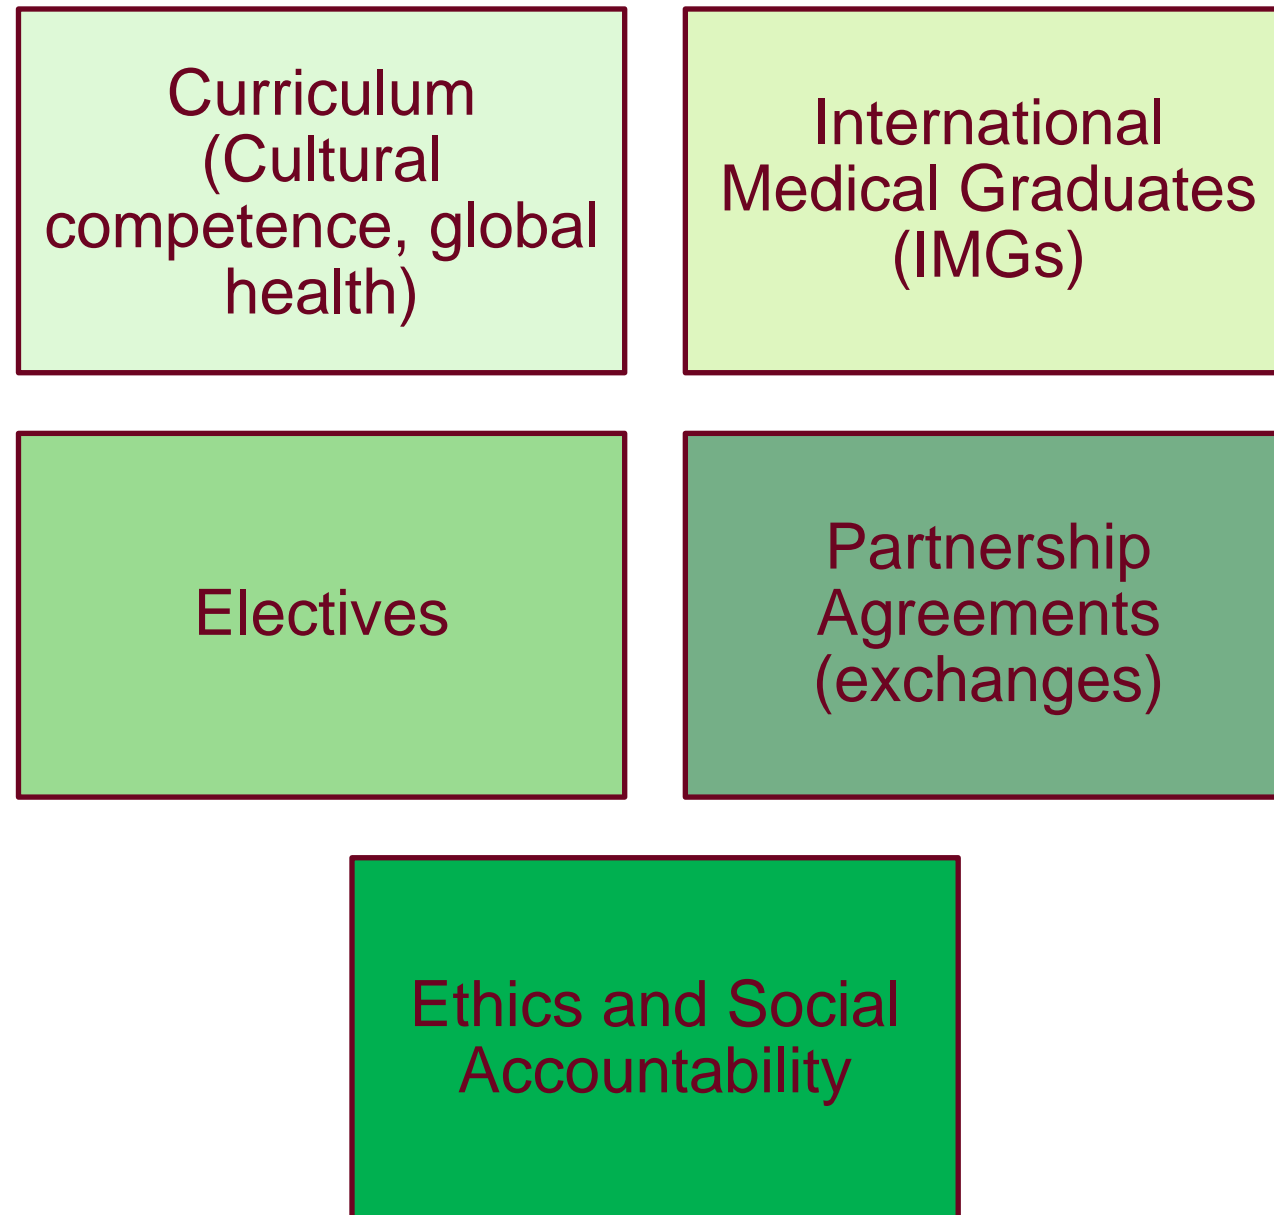 Curriculum
(Cultural
competence, global
health)
International
Medical Graduates
(IMGs)
Electives
Partnership
Agreements
(exchanges)
Ethics and Social
Accountability